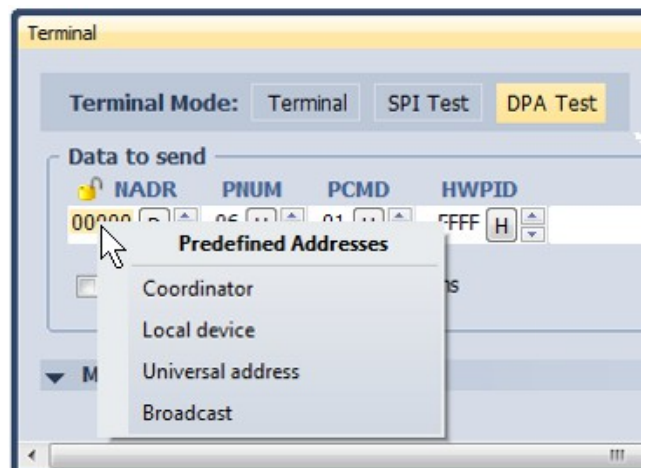 Terminal
Terminal Mode: Terminal SPI Test DPA Test
Data to send
NADR PNUM PCMD HWPID
FFFF H
Predefined Addresses
Coordinator
Local device
Universal address
Broadcast